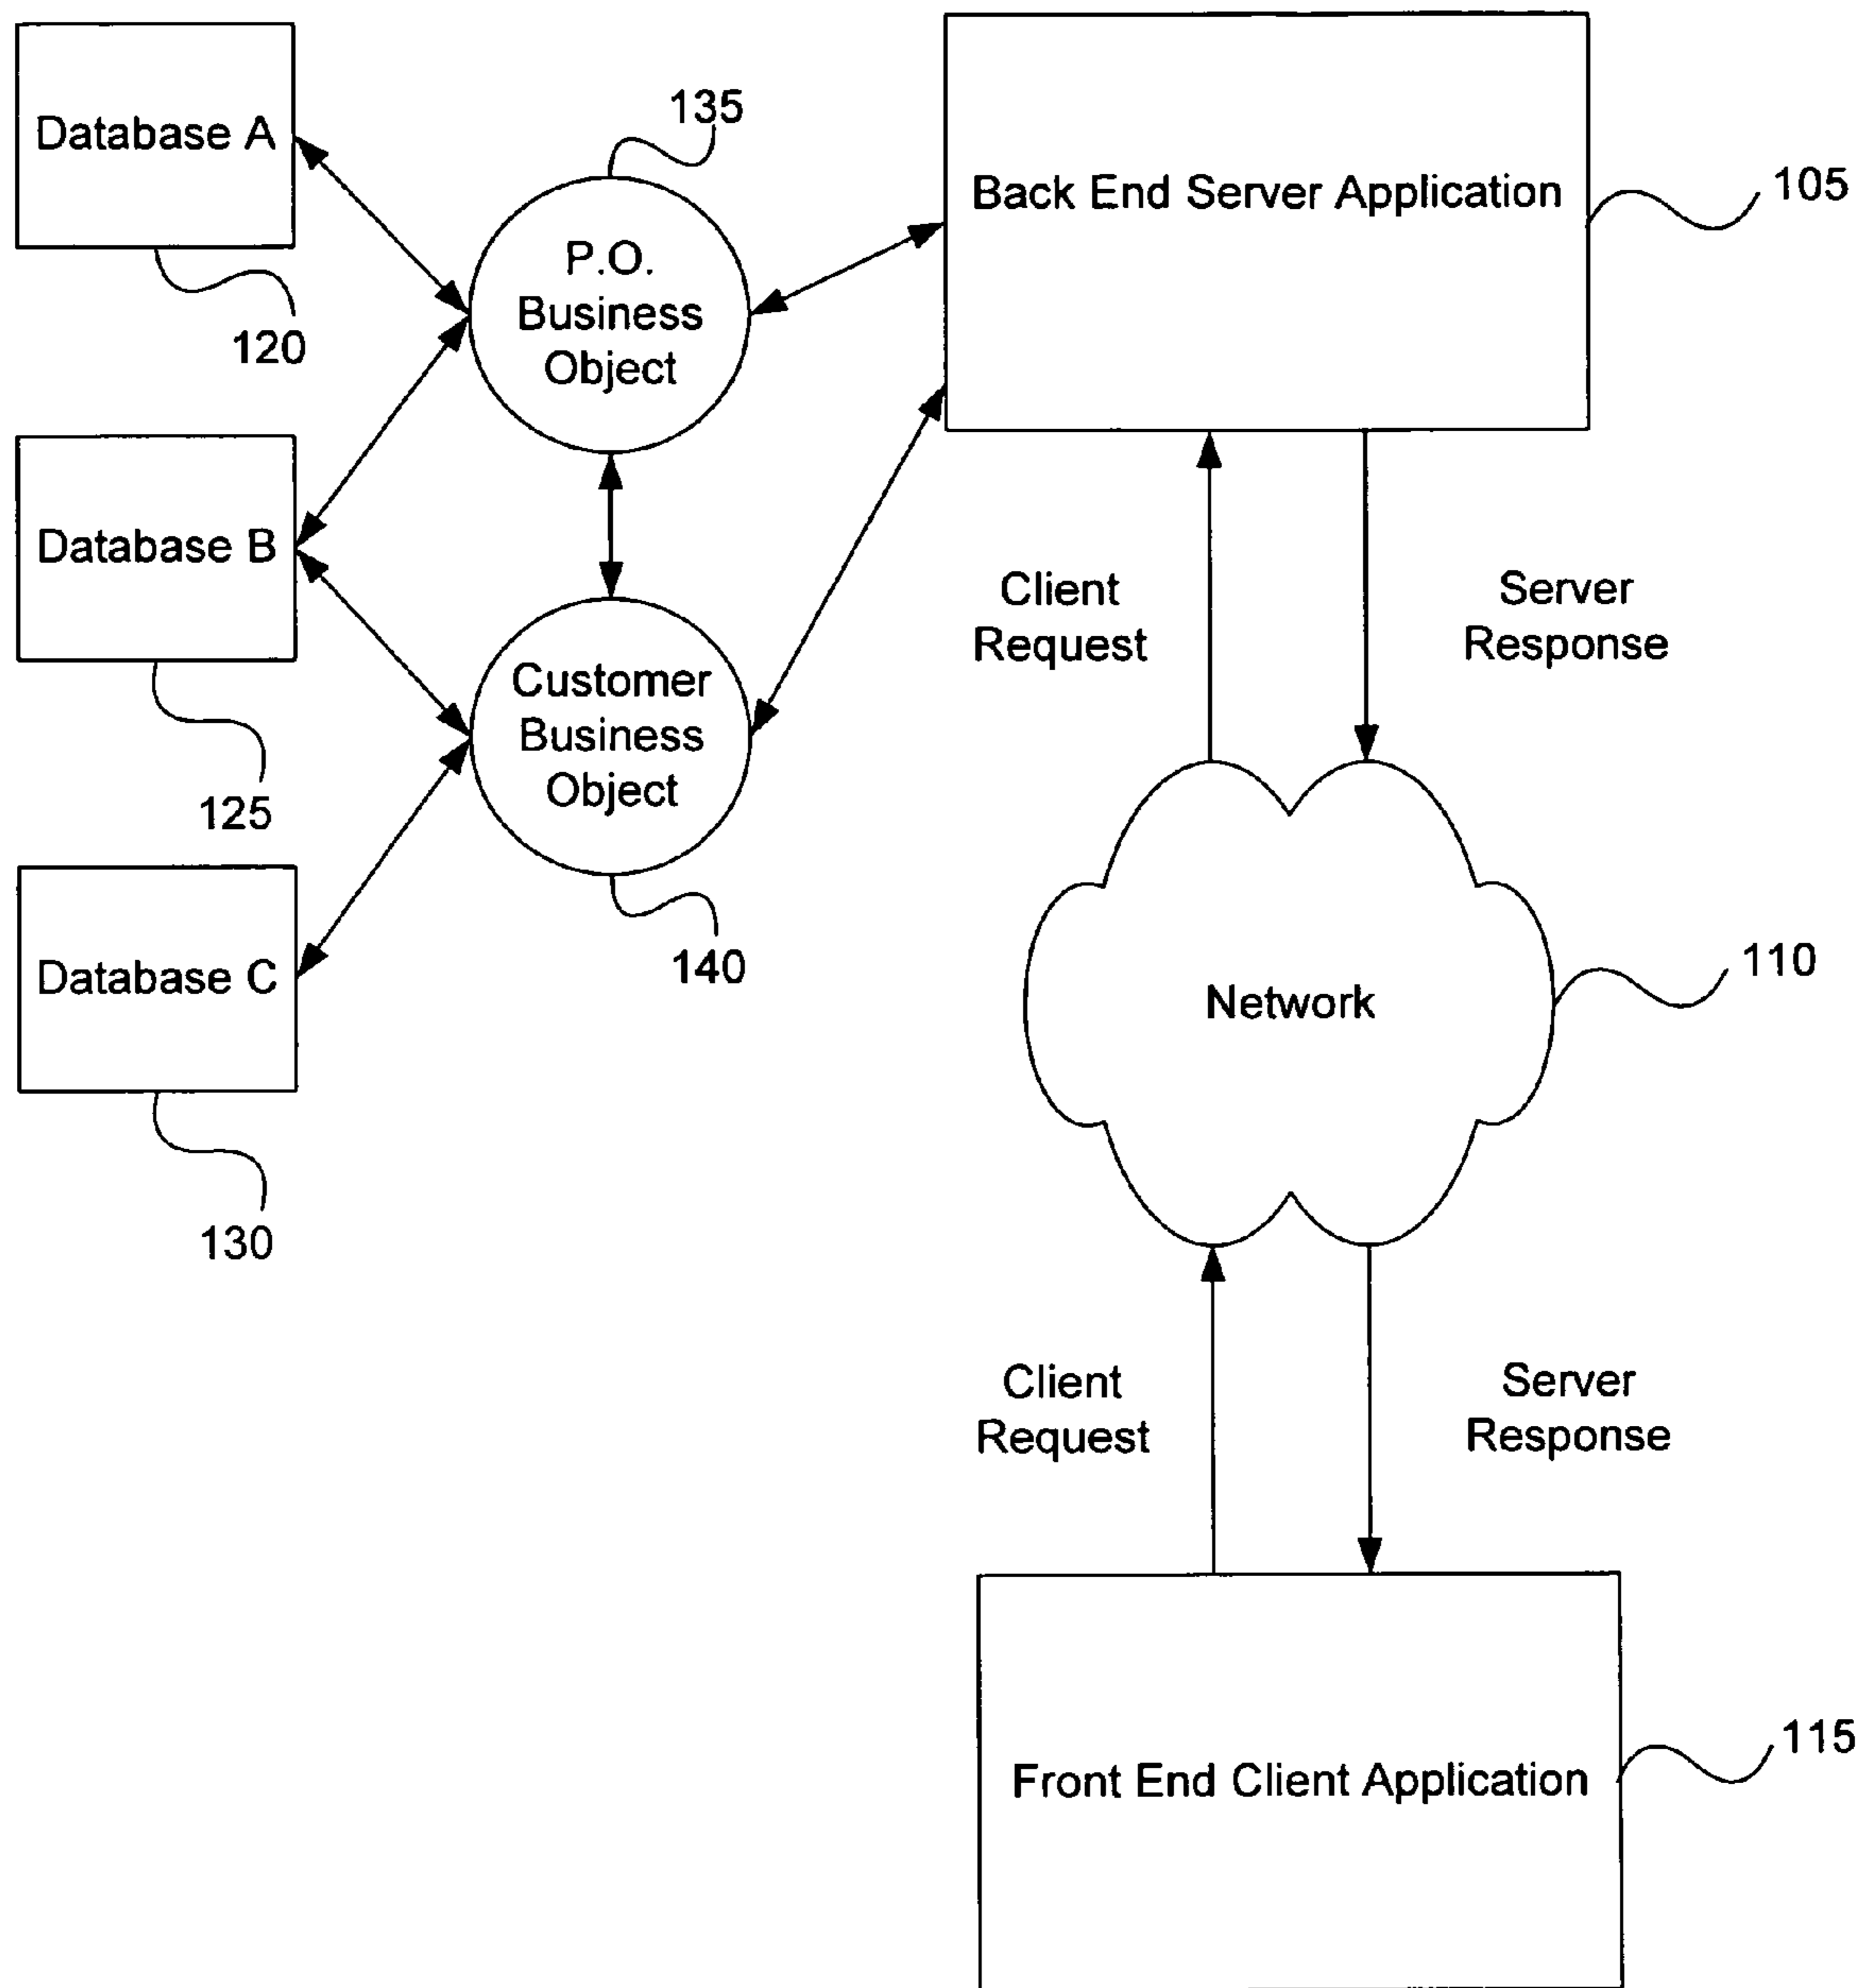 Database A
120
135
P.O.
Business
Object
Back End Server Application
105
Database B
125
Customer
Business
Object
140
Database C
130
Client
Request
Server
Response
Network
110
Client
Request
Server
Response
Front End Client Application
115